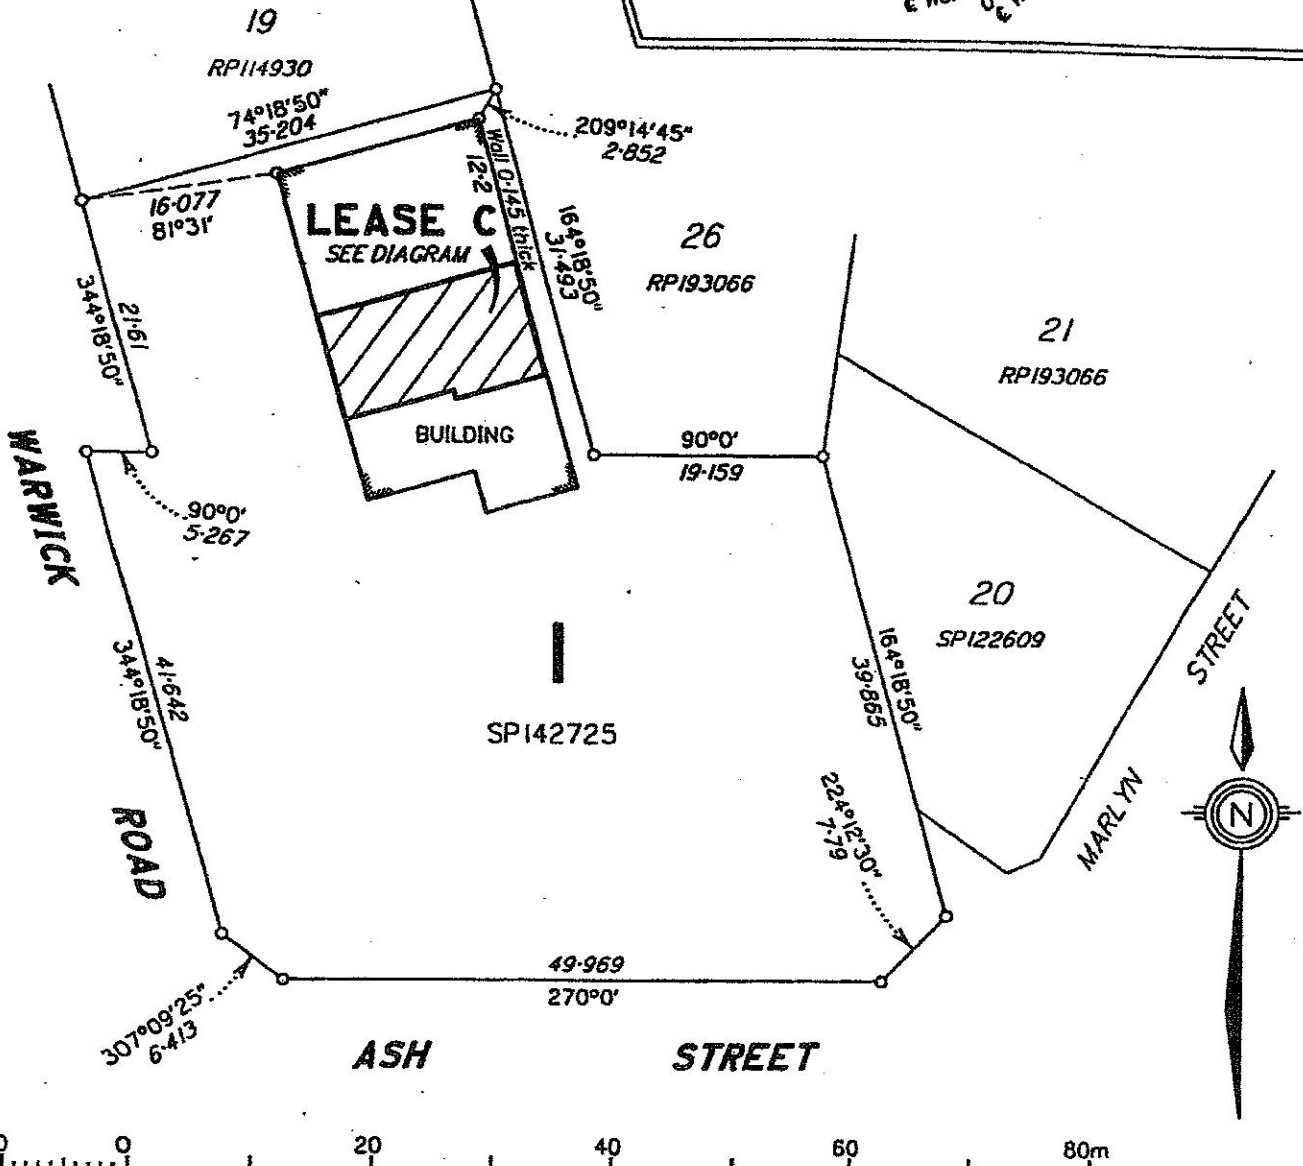 19
RP114930
74°18'50"
35·204
209°14'45"
2·852
16·077
81°31'
12·2
Wall 0·145 thick
LEASE C
SEE DIAGRAM
164°18'50"
31·493
26
RP193066
21
RP193066
344°18'50"
21·61
BUILDING
90°0'
19·159
90°0'
5·267
WARWICK
ROAD
20
SP122609
STREET
MARLYN
344°18'50"
41·642
1
SP142725
164°18'50"
39·865
224°12'30"
7·79
N
49·969
270°0'
307°09'25"
6·413
ASH STREET
0 20 40 60 80m